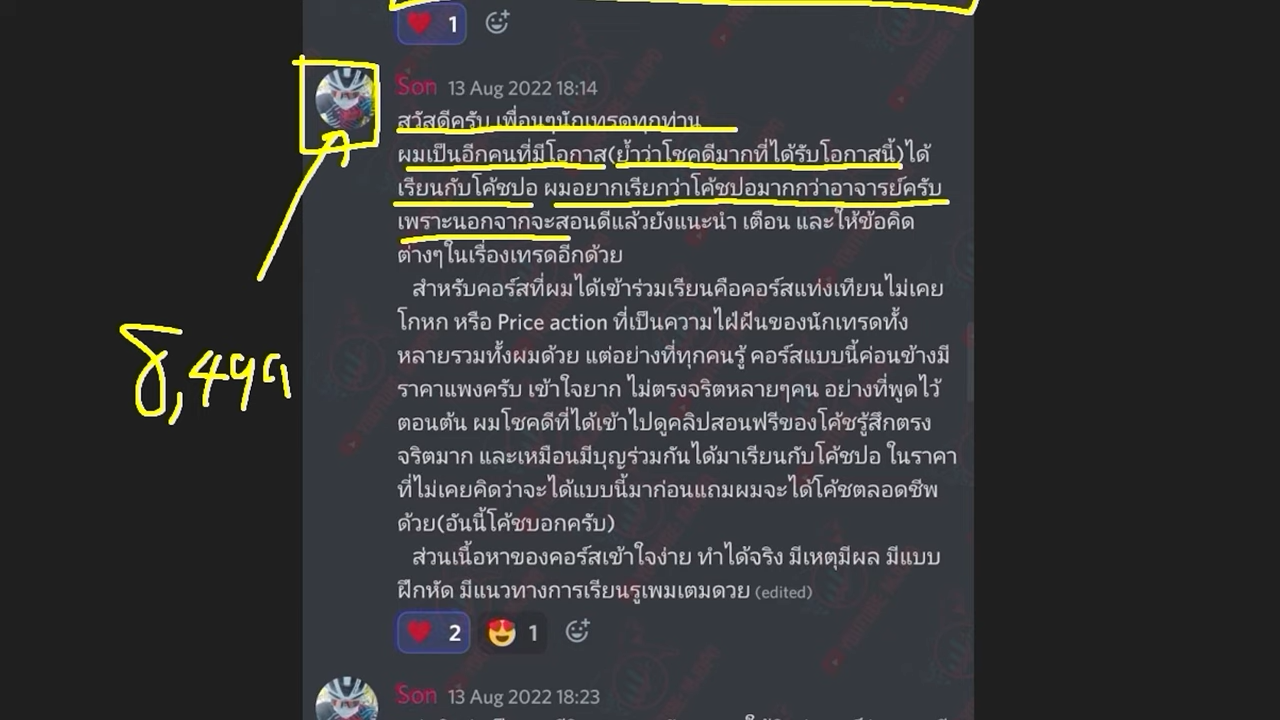 1
Son 13 Aug 2022 18:14
สวัสดีครับ เพื่อนๆนักเทรดทุกท่าน
ผมเป็นอีกคนที่มีโอกาส(ย้ำว่าโชคดีมากที่ได้รับโอกาสนี้)ได้
เรียนกับโค้ชปอ ผมอยากเรียกว่าโค้ชปอมากกว่าอาจารย์ครับ
เพราะนอกจากจะสอนดีแล้วยังแนะนำ เตือน และให้ข้อคิด
ต่างๆในเรื่องเทรดอีกด้วย
สำหรับคอร์สที่ผมได้เข้าร่วมเรียนคือคอร์สแท่งเทียนไม่เคย
โกหก หรือ Price action ที่เป็นความใฝ่ฝันของนักเทรดทั้ง
หลายรวมทั้งผมด้วย แต่อย่างที่ทุกคนรู้ คอร์สแบบนี้ค่อนข้างมี
ราคาแพงครับ เข้าใจยาก ไม่ตรงจริตหลายๆคน อย่างที่พูดไว้
ตอนต้น ผมโชคดีที่ได้เข้าไปดูคลิปสอนฟรีของโค้ชรู้สึกตรง
จริตมาก และเหมือนมีบุญร่วมกันได้มาเรียนกับโค้ชปอ ในราคา
ที่ไม่เคยคิดว่าจะได้แบบนี้มาก่อนแถมผมจะได้โค้ชตลอดชีพ
ด้วย(อันนี้โค้ชบอกครับ)
ส่วนเนื้อหาของคอร์สเข้าใจง่าย ทำได้จริง มีเหตุมีผล มีแบบ
ฝึกหัด มีแนวทางการเรียนรู้เพิ่มเติมด้วย (edited)
2 1
Son 13 Aug 2022 18:23